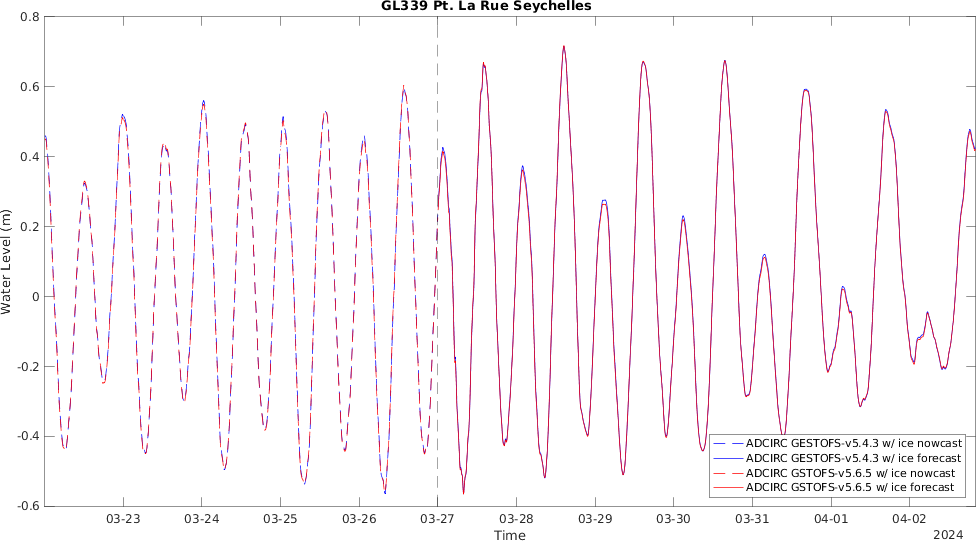 GL339 Pt. La Rue Seychelles
0.8
0.6
0.4
0.2
0
-0.2
-0.4
-0.6
Water Level (m)
ADCIRC GESTOFS-v5.4.3 w/ ice nowcast
ADCIRC GESTOFS-v5.4.3 w/ ice forecast
ADCIRC GSTOFS-v5.6.5 w/ ice nowcast
ADCIRC GSTOFS-v5.6.5 w/ ice forecast
03-23 03-24 03-25 03-26 03-27 03-28 03-29 03-30 03-31 04-01 04-02
Time
2024